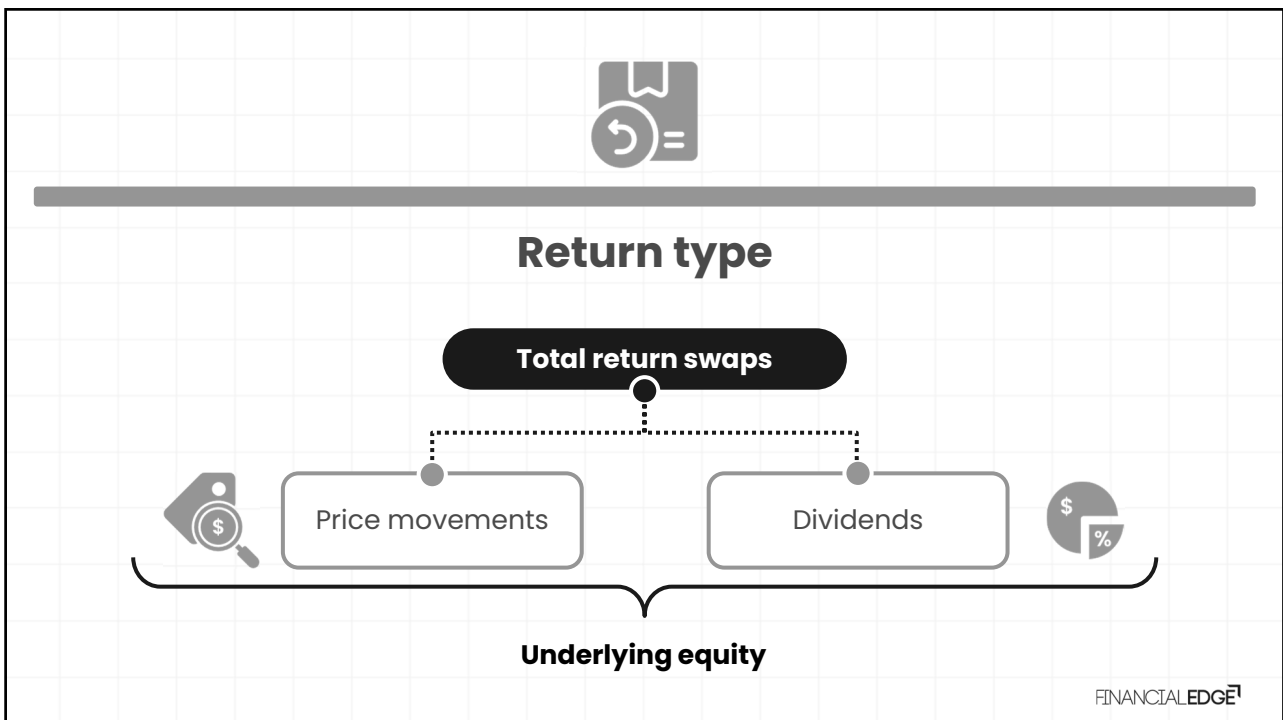 Return type
Total return swaps
$
Price movements
Dividends
$
%
Underlying equity
FINANCIALEDGE